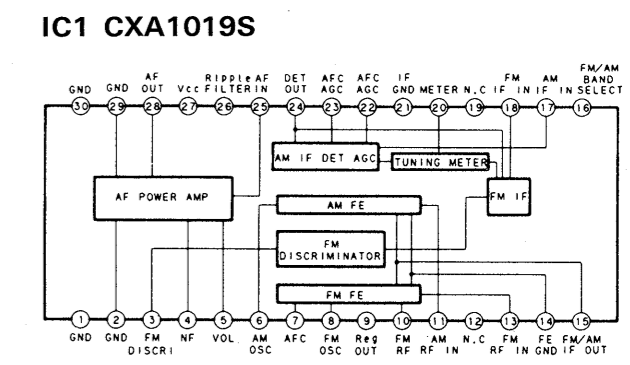 IC1 CXA1019S
GND GND AF OUT Vcc Ripple FILTER AF IN DET OUT AFC AGC AFC AGC IF GND METER N.C FM IF IN AM IF IN FM/AM BAND SELECT
30 29 28 27 26 25 24 23 22 21 20 19 18 17 16
AM IF DET AGC
TUNING METER
AF POWER AMP
FM IF
AM FE
FM DISCRIMINATOR
FM FE
1 2 3 4 5 6 7 8 9 10 11 12 13 14 15
GND GND FM DISCRI NF VOL. AM OSC AFC FM OSC Reg OUT FM RF AM RF IN N.C FM RF IN FE GND FM/AM IF OUT